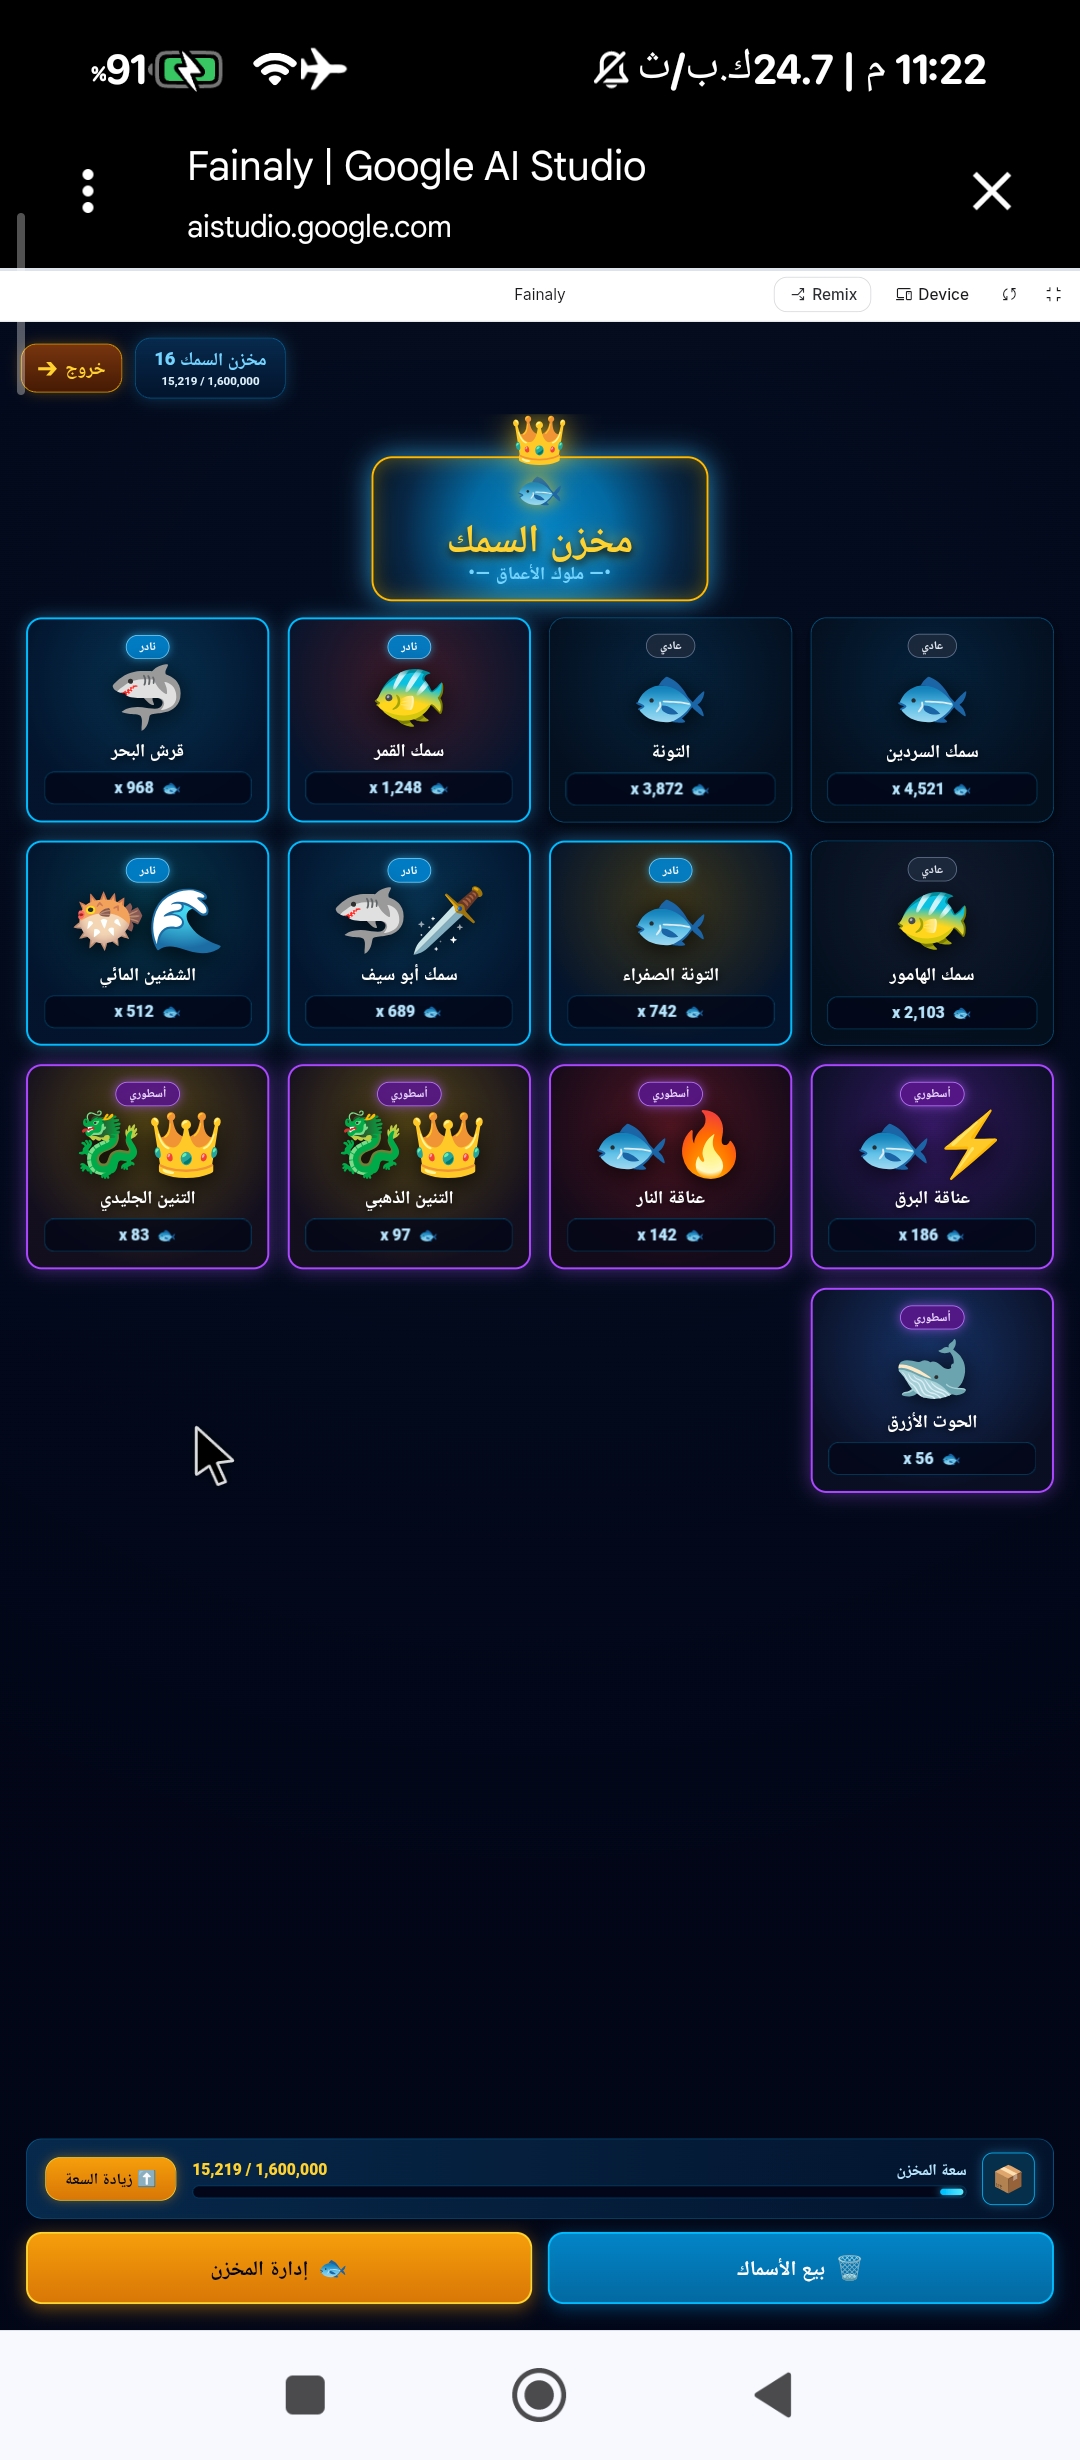 11:22 م | 24.7ك.ب/ث
91%
Fainaly | Google AI Studio
aistudio.google.com
Fainaly
Remix
Device
مخزن السمك 16
15,219 / 1,600,000
خروج
مخزن السمك
•— ملوك الأعماق —•
عادي
سمك السردين
x 4,521
عادي
التونة
x 3,872
نادر
سمك القمر
x 1,248
نادر
قرش البحر
x 968
عادي
سمك الهامور
x 2,103
نادر
التونة الصفراء
x 742
نادر
سمك أبو سيف
x 689
نادر
الشفنين المائي
x 512
أسطوري
عناقة البرق
x 186
أسطوري
عناقة النار
x 142
أسطوري
التنين الذهبي
x 97
أسطوري
التنين الجليدي
x 83
أسطوري
الحوت الأزرق
x 56
سعة المخزن
15,219 / 1,600,000
زيادة السعة
بيع الأسماك
إدارة المخزن